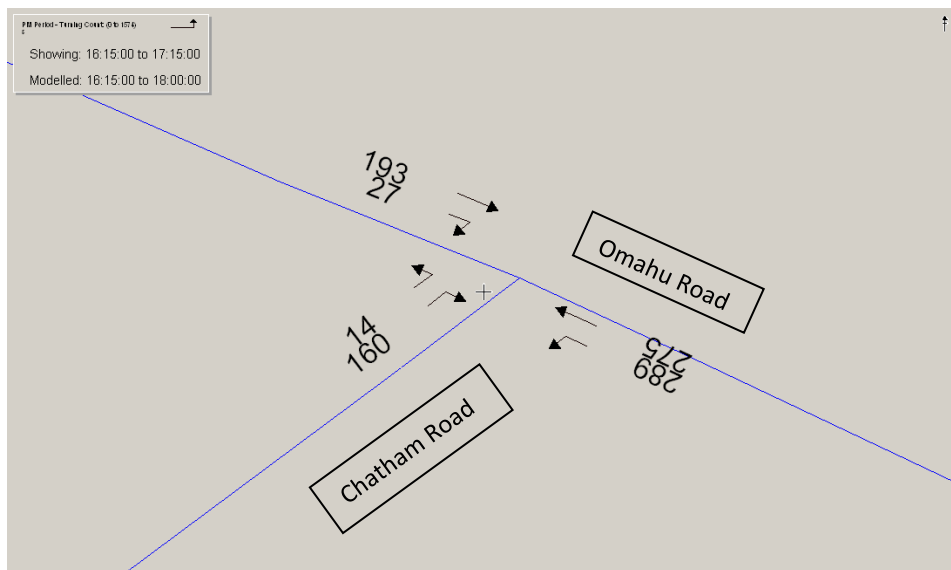 PM Period - Turning Count: (0 to 1574)
Showing: 16:15:00 to 17:15:00
Modelled: 16:15:00 to 18:00:00
193
27
Omahu Road
14
160
275
289
Chatham Road